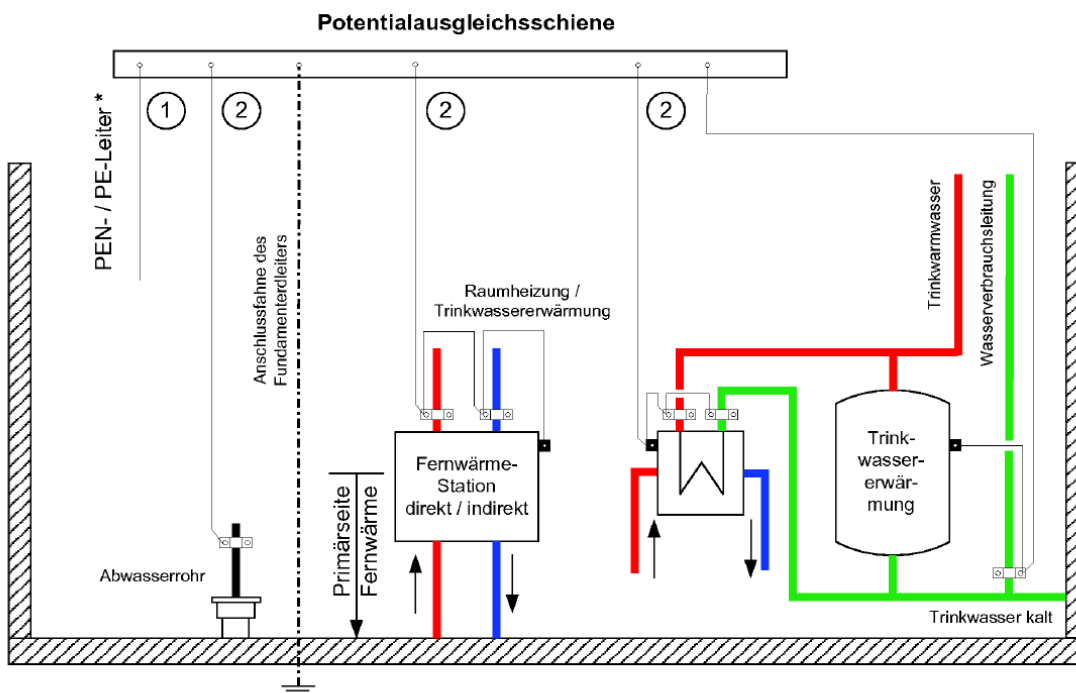 Potentialausgleichsschiene
1
2
2
2
PEN- / PE-Leiter *
Anschlussfahne des
Fundamenterdleiters
Raumheizung /
Trinkwassererwärmung
Trinkwarmwasser
Wasserverbrauchsleitung
Fernwärme-
Station
direkt / indirekt
Trink-
wasser-
erwär-
mung
Primärseite
Fernwärme
Abwasserrohr
Trinkwasser kalt